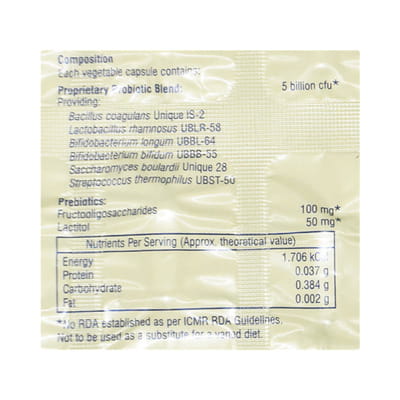 Composition
Each vegetable capsule contains:
Proprietary Probiotic Blend: 5 billion cfu*
Providing:
Bacillus coagulans Unique IS-2
Lactobacillus rhamnosus UBLR-58
Bifidobacterium longum UBBL-64
Bifidobacterium bifidum UBBB-55
Saccharomyces boulardii Unique 28
Streptococcus thermophilus UBST-50
Prebiotics:
Fructooligosaccharides 100 mg*
Lactitol 50 mg*
Nutrients Per Serving (Approx. theoretical value)
Energy 1.706 kCal
Protein 0.037 g
Carbohydrate 0.384 g
Fat 0.002 g
*No RDA established as per ICMR RDA Guidelines.
Not to be used as a substitute for a varied diet.